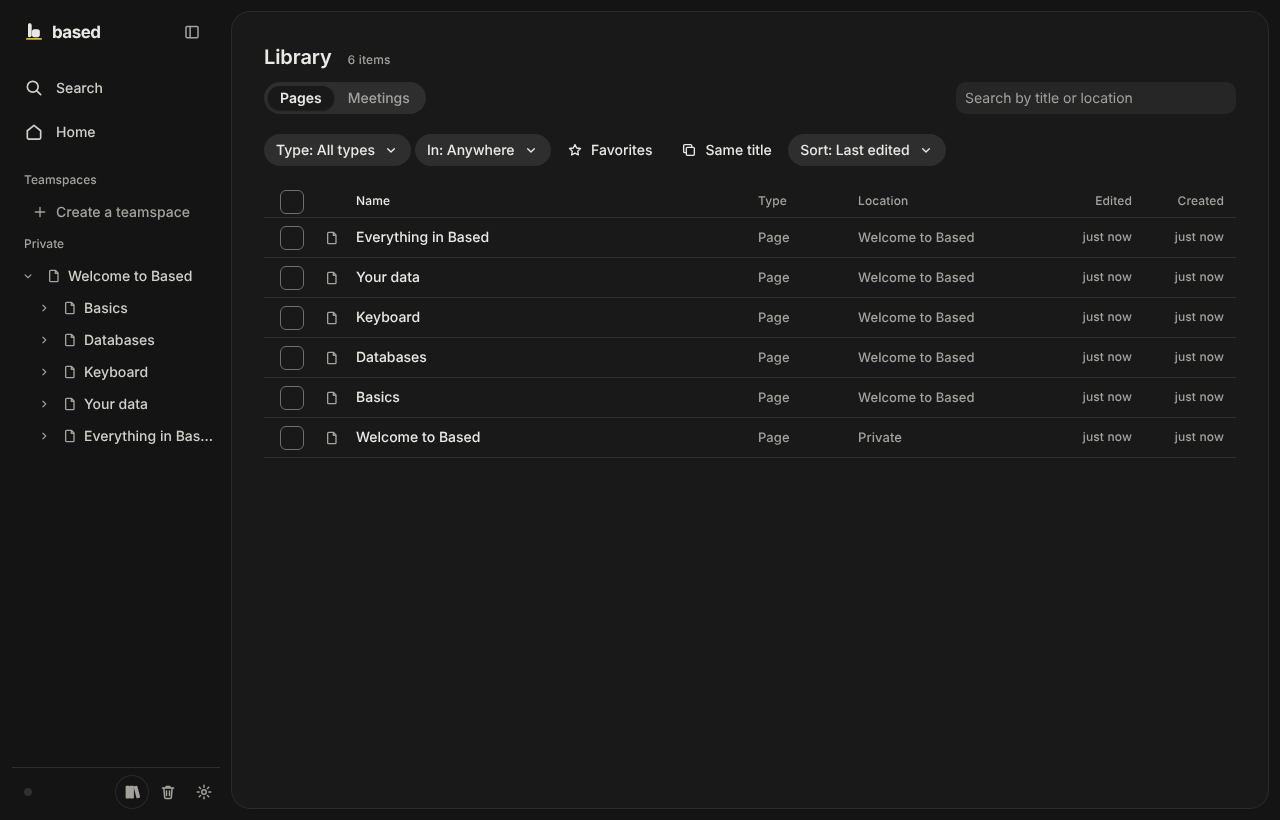 based
Search
Home
Teamspaces
Create a teamspace
Private
Welcome to Based
Basics
Databases
Keyboard
Your data
Everything in Bas...
Library 6 items
Pages Meetings
Search by title or location
Type: All types In: Anywhere Favorites Same title Sort: Last edited
Name Type Location Edited Created
Everything in Based Page Welcome to Based just now just now
Your data Page Welcome to Based just now just now
Keyboard Page Welcome to Based just now just now
Databases Page Welcome to Based just now just now
Basics Page Welcome to Based just now just now
Welcome to Based Page Private just now just now